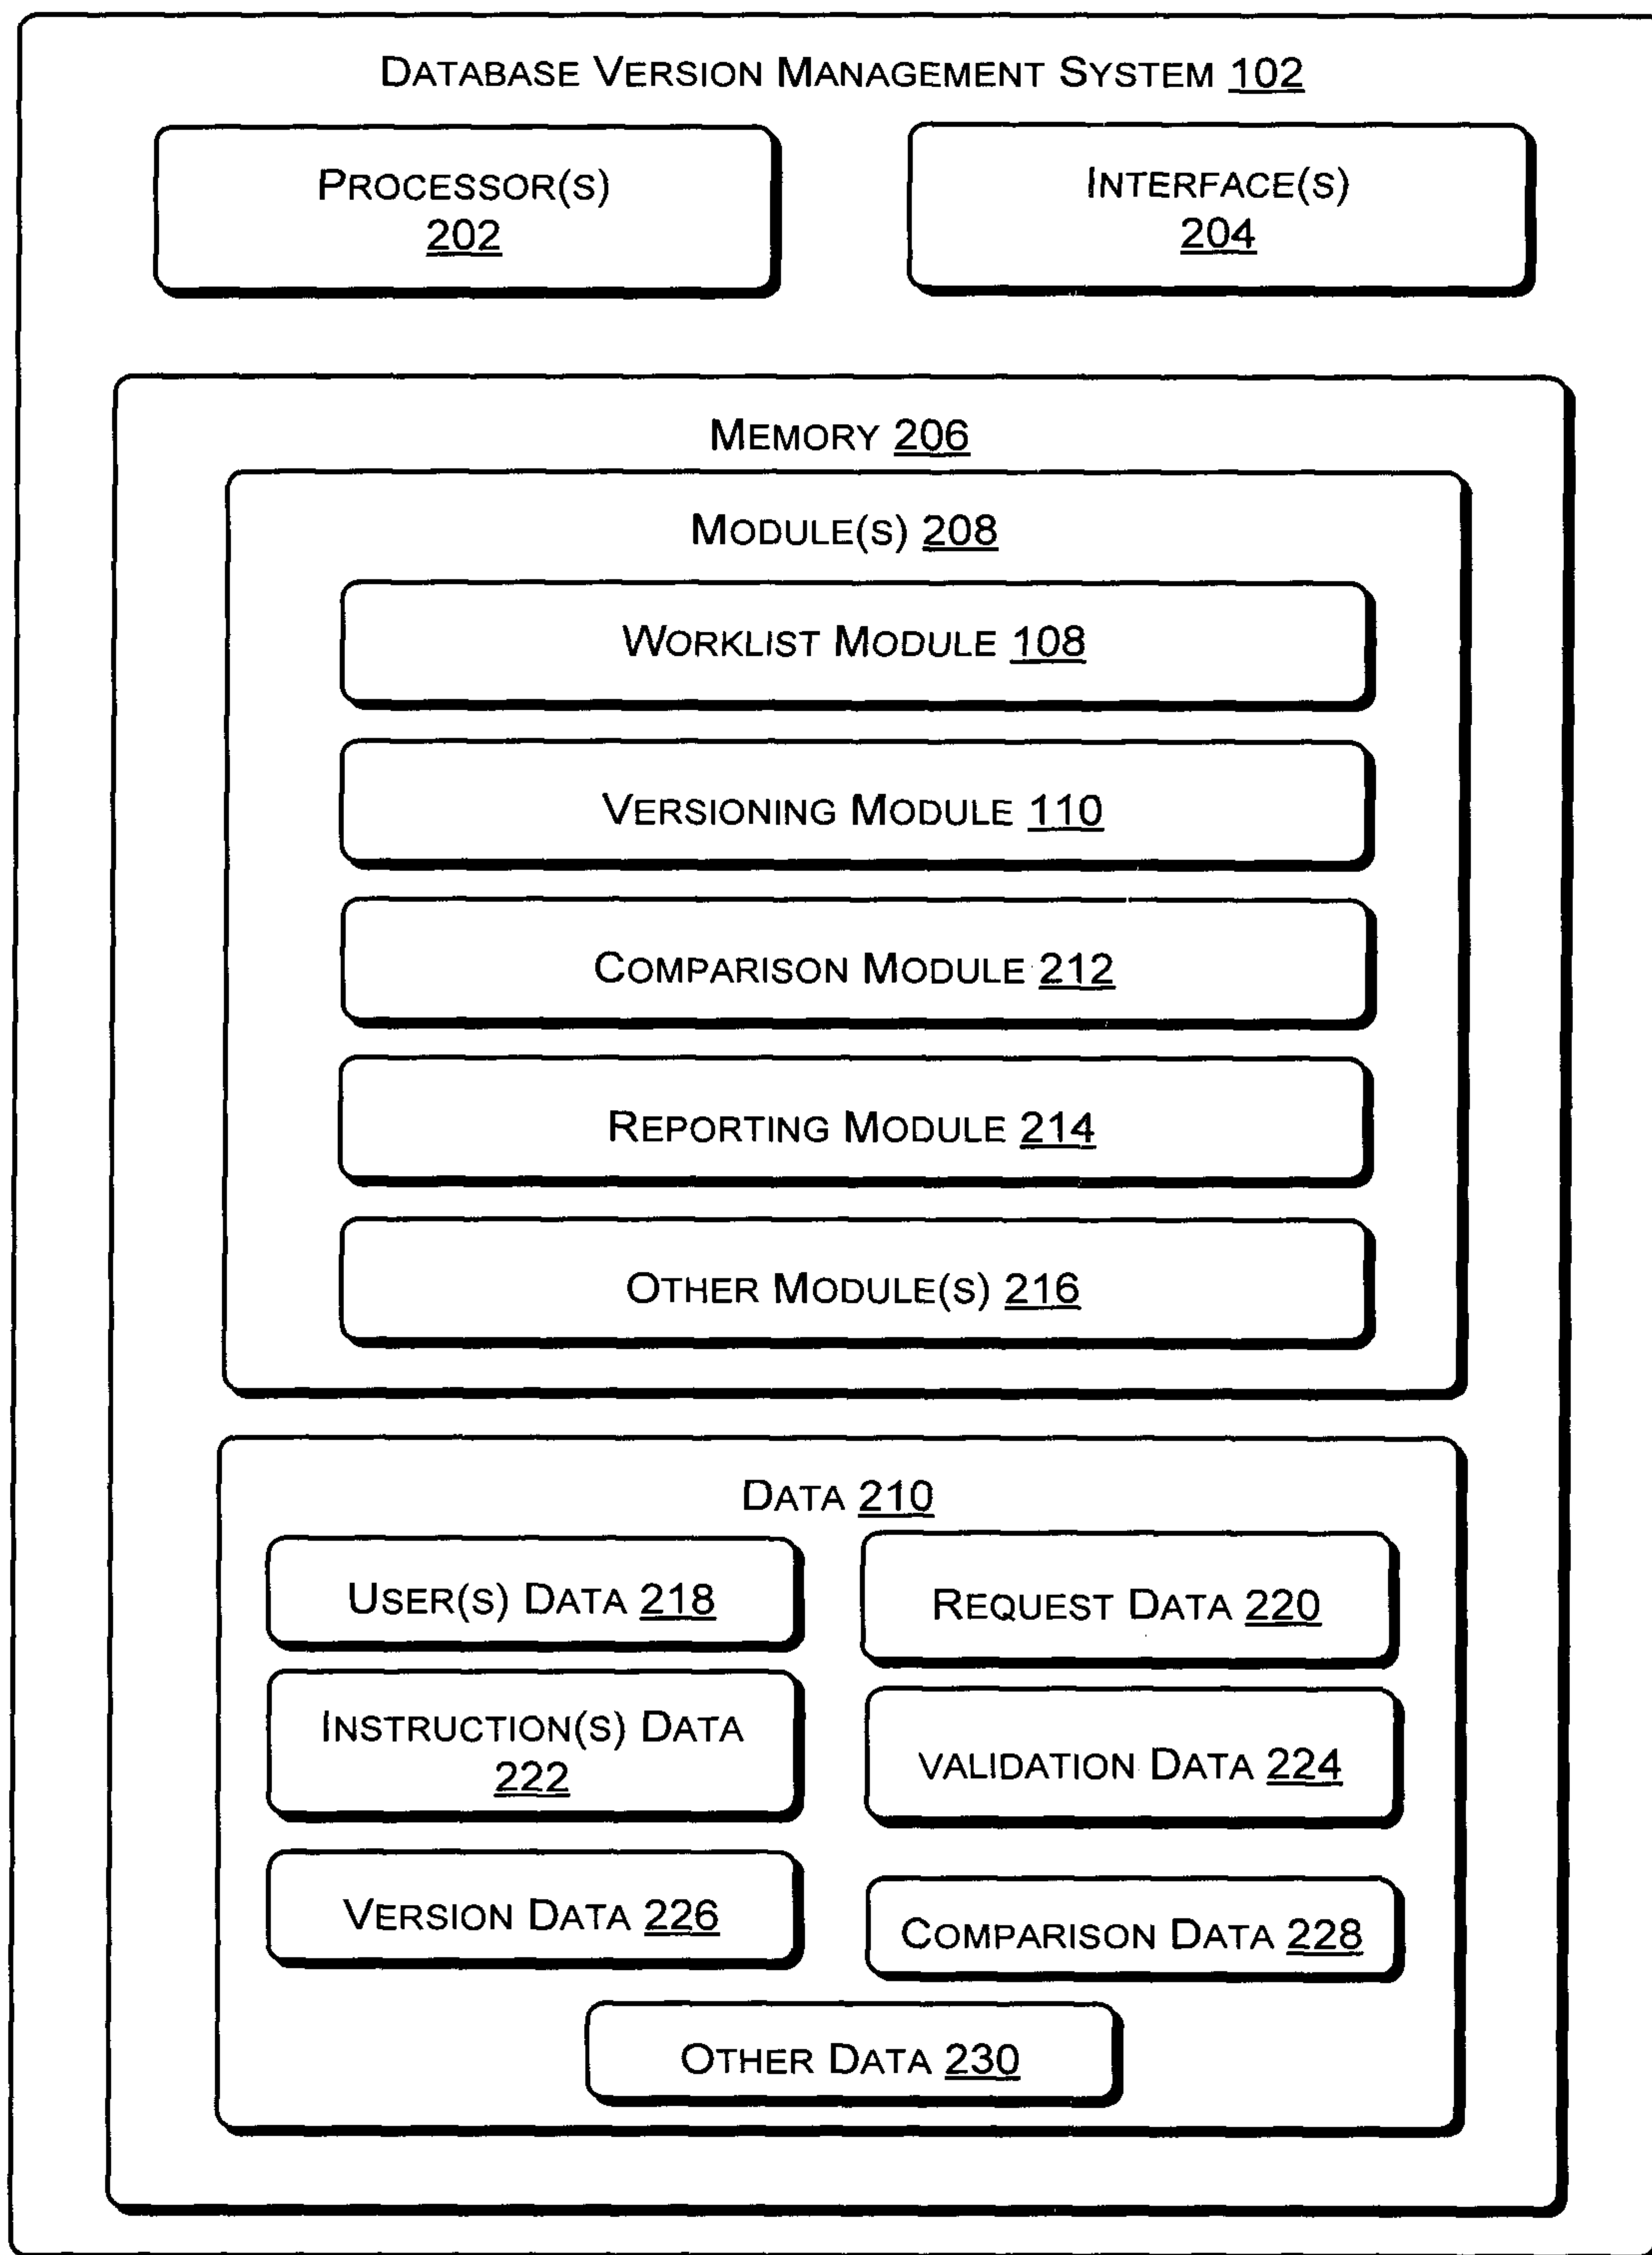 DATABASE VERSION MANAGEMENT SYSTEM 102
PROCESSOR(S)
202
INTERFACE(S)
204
MEMORY 206
MODULE(S) 208
WORKLIST MODULE 108
VERSIONING MODULE 110
COMPARISON MODULE 212
REPORTING MODULE 214
OTHER MODULE(S) 216
DATA 210
USER(S) DATA 218
REQUEST DATA 220
INSTRUCTION(S) DATA
222
VALIDATION DATA 224
VERSION DATA 226
COMPARISON DATA 228
OTHER DATA 230